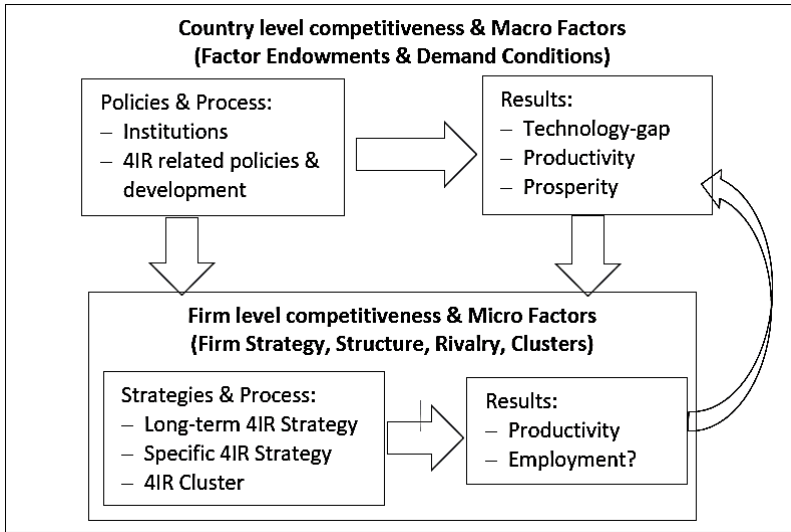 Country level competitiveness & Macro Factors
(Factor Endowments & Demand Conditions)
Policies & Process:
– Institutions
– 4IR related policies &
development
Results:
– Technology-gap
– Productivity
– Prosperity
Firm level competitiveness & Micro Factors
(Firm Strategy, Structure, Rivalry, Clusters)
Strategies & Process:
– Long-term 4IR Strategy
– Specific 4IR Strategy
– 4IR Cluster
Results:
– Productivity
– Employment?